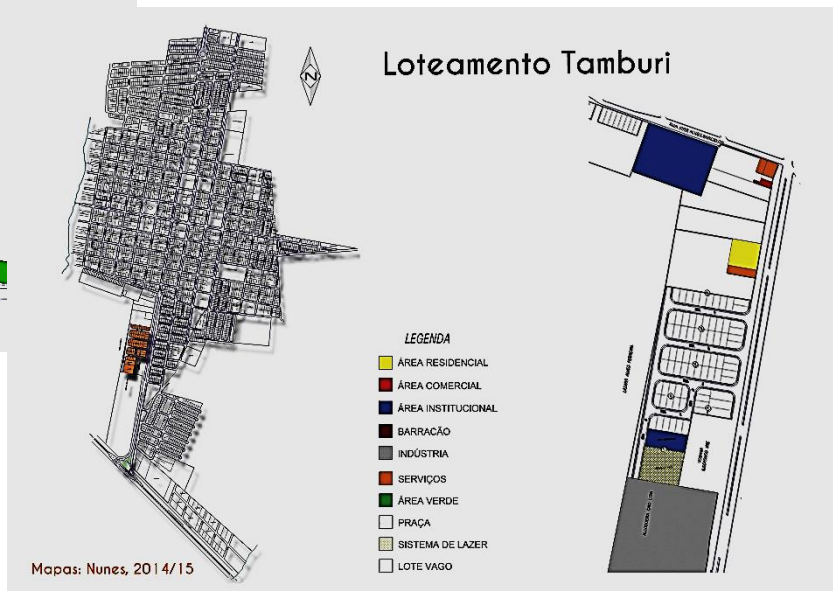 Loteamento Tamburi
N
LEGENDA
ÁREA RESIDENCIAL
ÁREA COMERCIAL
ÁREA INSTITUCIONAL
BARRACÃO
INDÚSTRIA
SERVIÇOS
ÁREA VERDE
PRAÇA
SISTEMA DE LAZER
LOTE VAGO
Mapas: Nunes, 2014/15